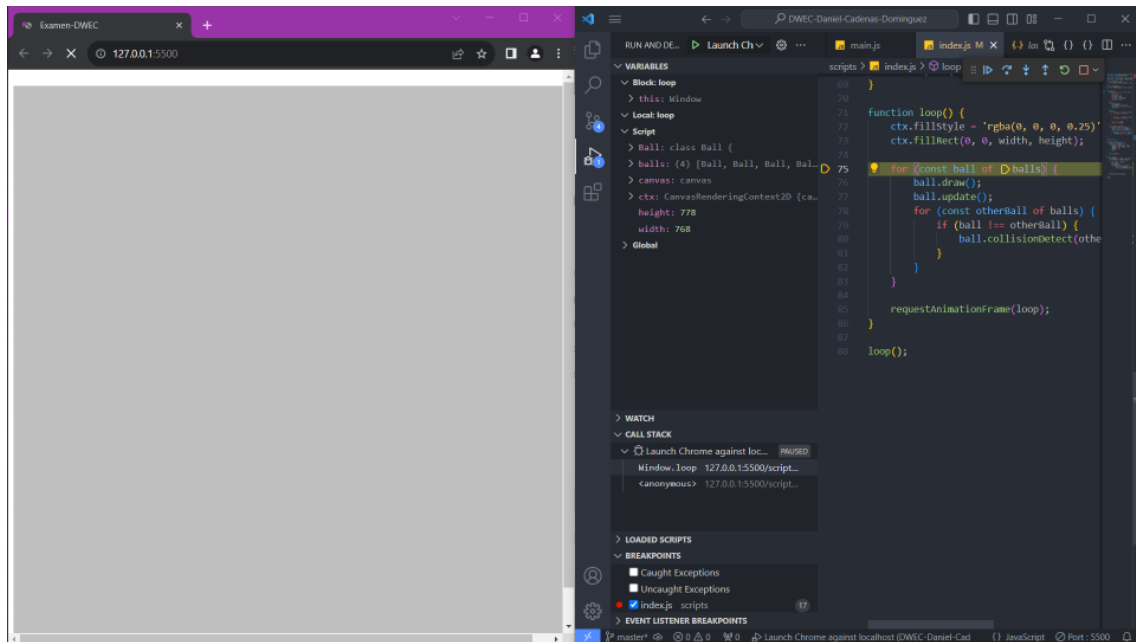 Examen-DWEC
127.0.0.1:5500
DWEC-Daniel-Cadenas-Dominguez
RUN AND DE... Launch Ch
VARIABLES
Block: loop
this: Window
Local: loop
Script
Ball: class Ball {
balls: (4) [Ball, Ball, Ball, Bal...
canvas: canvas
ctx: CanvasRenderingContext2D {ca...
height: 778
width: 768
Global
WATCH
CALL STACK
Launch Chrome against loc... PAUSED
Window.loop 127.0.0.1:5500/script...
<anonymous> 127.0.0.1:5500/script...
LOADED SCRIPTS
BREAKPOINTS
Caught Exceptions
Uncaught Exceptions
index.js scripts 17
EVENT LISTENER BREAKPOINTS
main.js index.js M
scripts > index.js > loop
69 }
70
71 function loop() {
72 ctx.fillStyle = 'rgba(0, 0, 0, 0.25)'
73 ctx.fillRect(0, 0, width, height);
74
75 for (const ball of balls) {
76 ball.draw();
77 ball.update();
78 for (const otherBall of balls) {
79 if (ball !== otherBall) {
80 ball.collisionDetect(othe
81 }
82 }
83 }
84
85 requestAnimationFrame(loop);
86 }
87
88 loop();
master* 0 0 0 Launch Chrome against localhost (DWEC-Daniel-Cad {} JavaScript Port : 5500